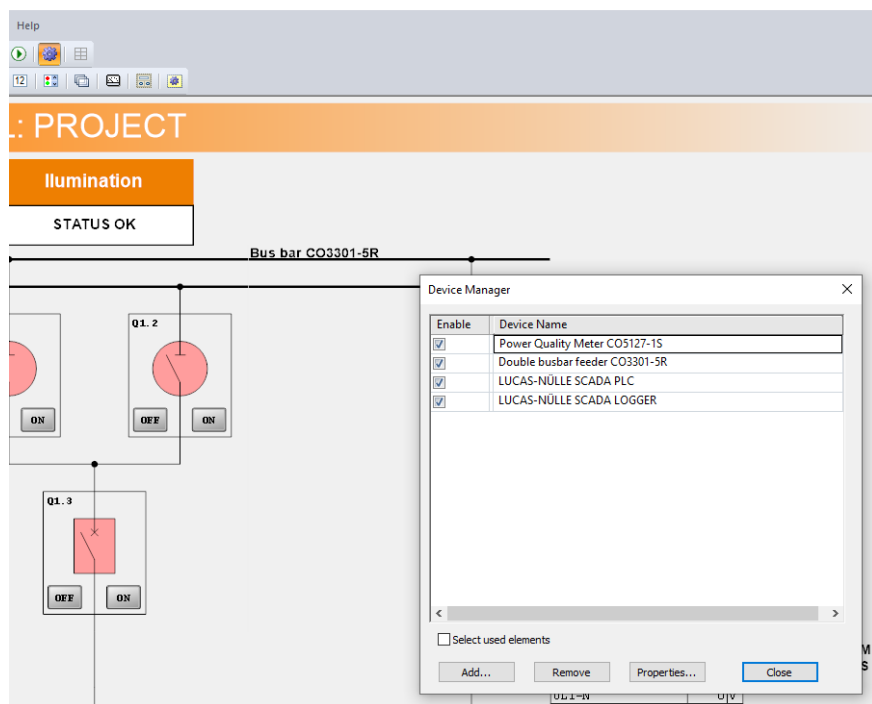 Help
12
L: PROJECT
Ilumination
STATUS OK
Bus bar CO3301-5R
Q1.2
ON
OFF ON
Q1.3
OFF ON
Device Manager
Enable Device Name
Power Quality Meter CO5127-1S
Double busbar feeder CO3301-5R
LUCAS-NÜLLE SCADA PLC
LUCAS-NÜLLE SCADA LOGGER
Select used elements
Add... Remove Properties... Close
M
S
UL1-N 0 V